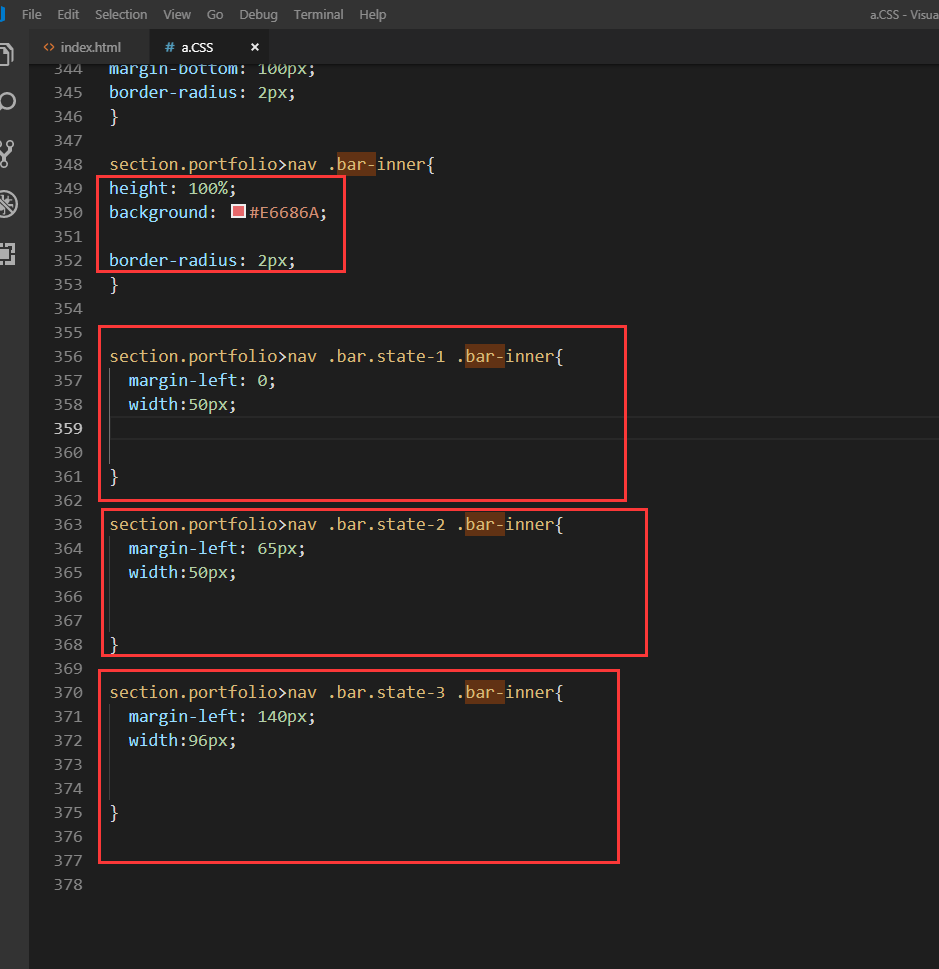 File Edit Selection View Go Debug Terminal Help
a.CSS - Visua
<> index.html # a.CSS ×
344 margin-bottom: 100px;
345 border-radius: 2px;
346 }
347
348 section.portfolio>nav .bar-inner{
349 height: 100%;
350 background: #E6686A;
351
352 border-radius: 2px;
353 }
354
355
356 section.portfolio>nav .bar.state-1 .bar-inner{
357 margin-left: 0;
358 width:50px;
359
360
361 }
362
363 section.portfolio>nav .bar.state-2 .bar-inner{
364 margin-left: 65px;
365 width:50px;
366
367
368 }
369
370 section.portfolio>nav .bar.state-3 .bar-inner{
371 margin-left: 140px;
372 width:96px;
373
374
375 }
376
377
378